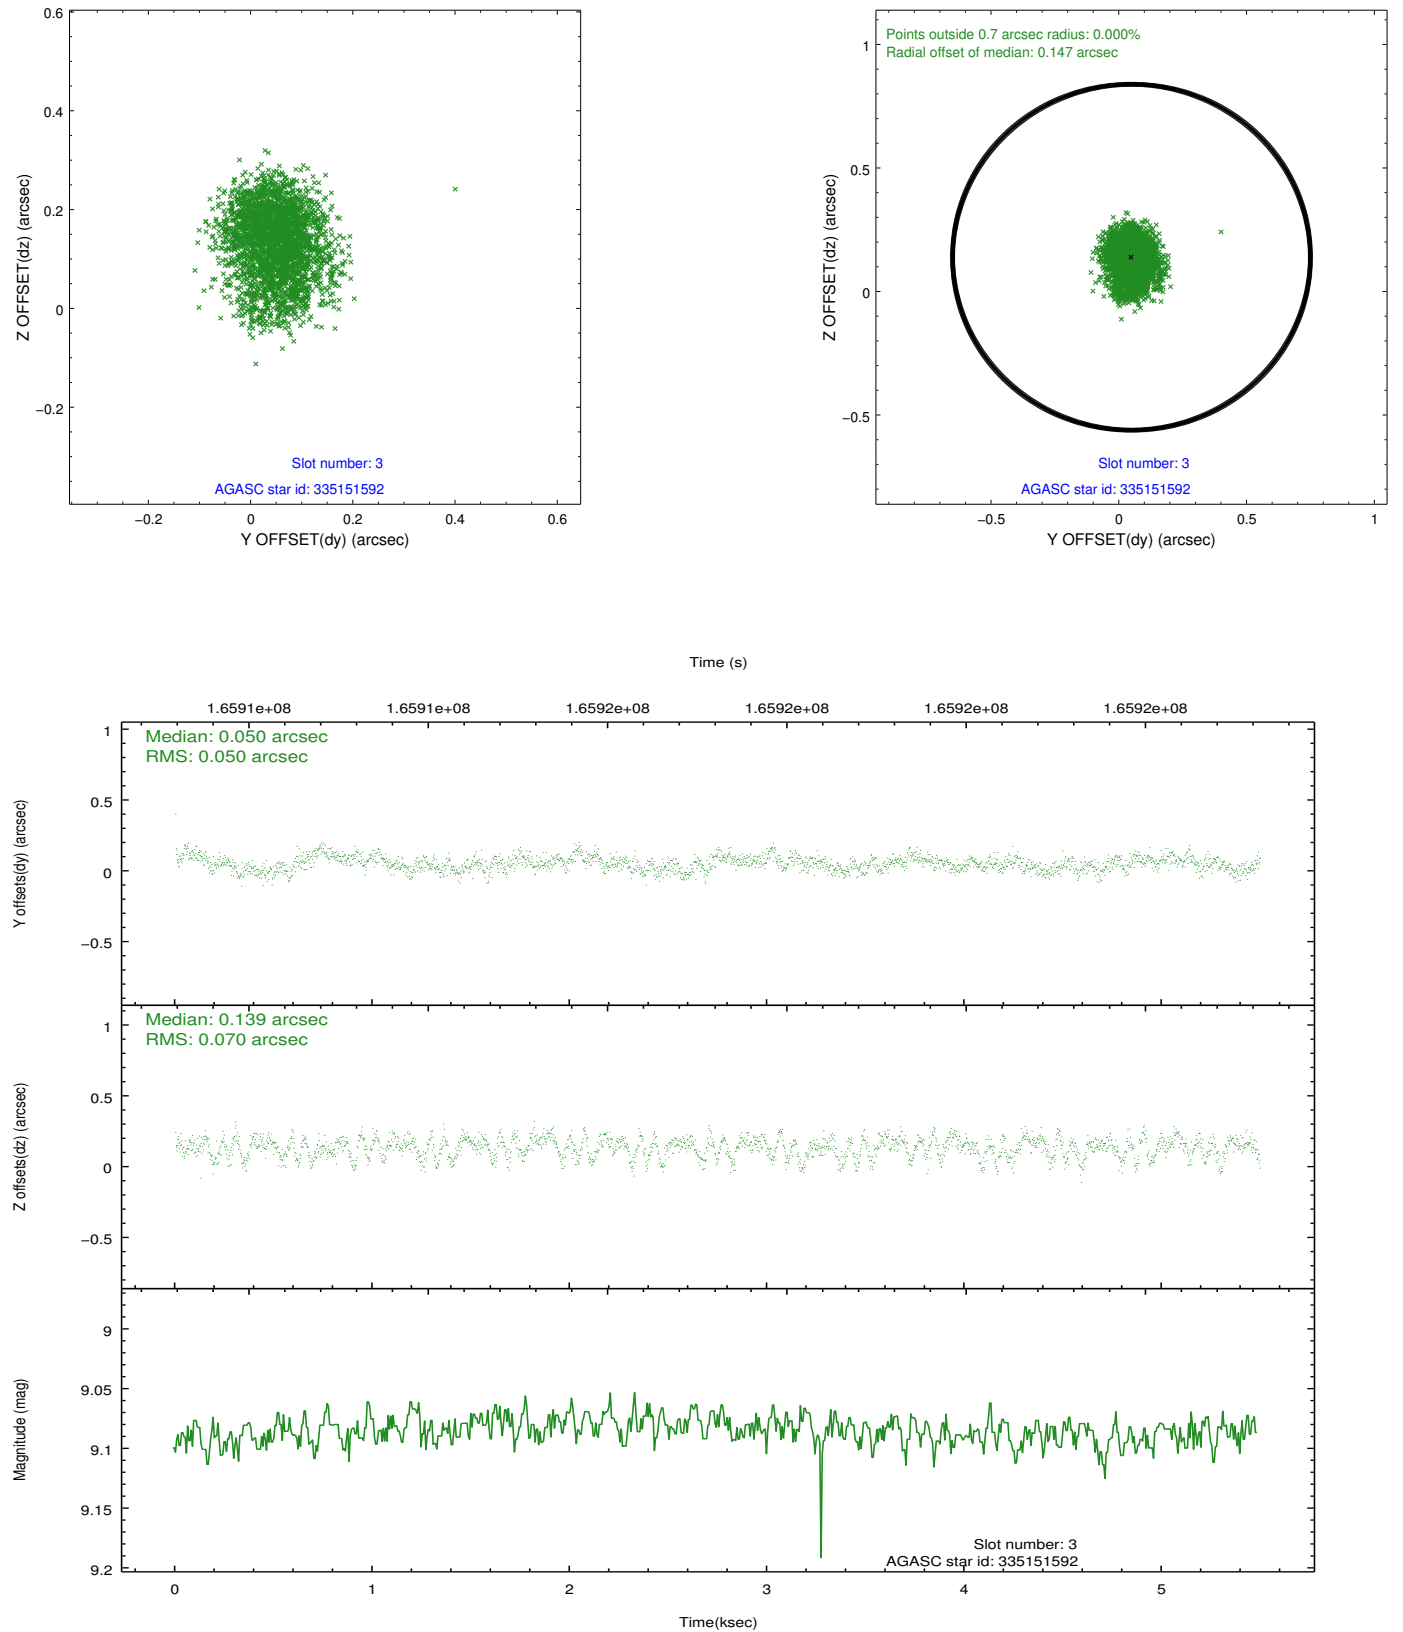 0.6
0.4
0.2
0
−0.2
Z OFFSET(dz) (arcsec)
Slot number: 3
AGASC star id: 335151592
−0.2 0 0.2 0.4 0.6
Y OFFSET(dy) (arcsec)
Points outside 0.7 arcsec radius: 0.000%
Radial offset of median: 0.147 arcsec
1
0.5
0
−0.5
Z OFFSET(dz) (arcsec)
Slot number: 3
AGASC star id: 335151592
−0.5 0 0.5 1
Y OFFSET(dy) (arcsec)
Time (s)
1.6591e+08 1.6591e+08 1.6592e+08 1.6592e+08 1.6592e+08 1.6592e+08
Median: 0.050 arcsec
RMS: 0.050 arcsec
1
0.5
0
−0.5
Y offsets(dy) (arcsec)
Median: 0.139 arcsec
RMS: 0.070 arcsec
1
0.5
0
−0.5
Z offsets(dz) (arcsec)
9
9.05
9.1
9.15
9.2
Magnitude (mag)
Slot number: 3
AGASC star id: 335151592
0 1 2 3 4 5
Time(ksec)